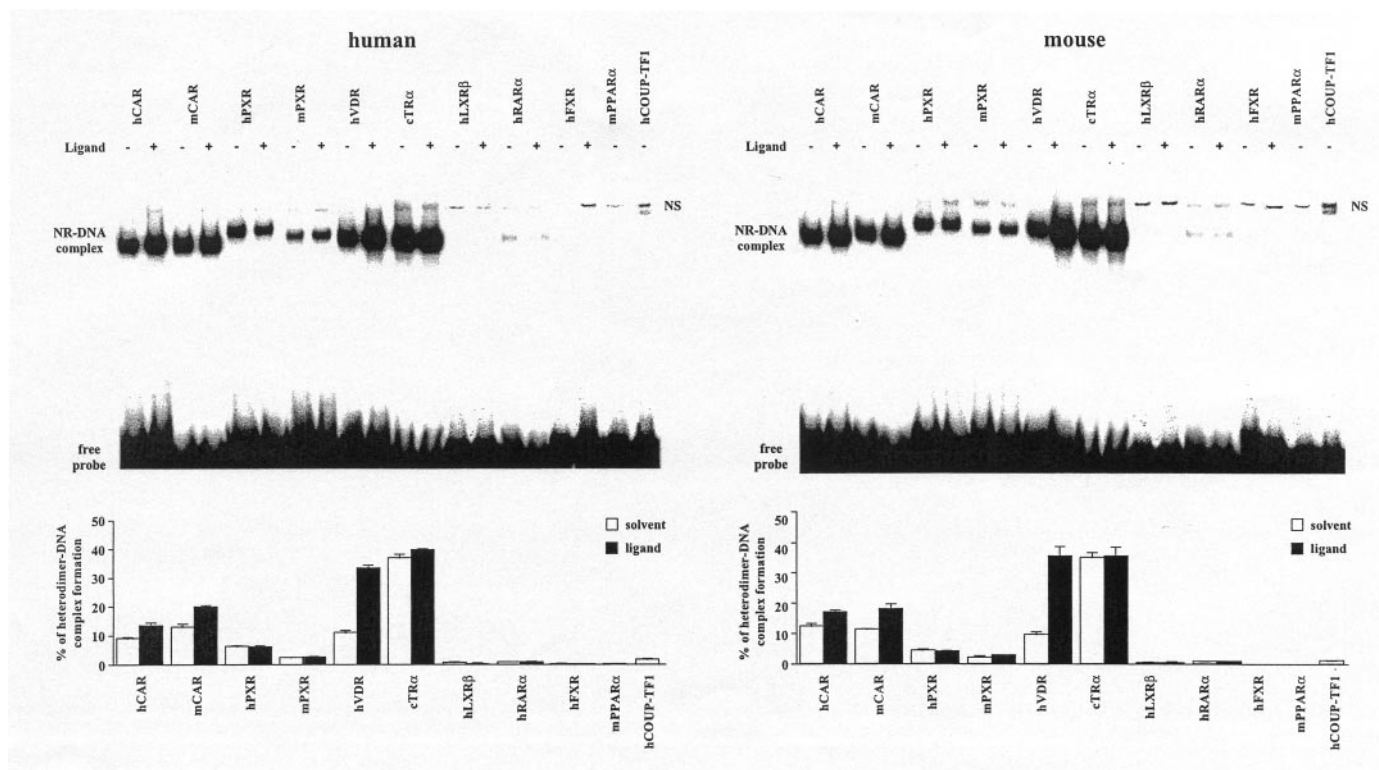 human
hCAR mCAR hPXR mPXR hVDR cTRα hLXRβ hRARα hFXR mPPARα hCOUP-TF1
Ligand - + - + - + - + - + - + - + - + - + - -
NS
NR-DNA
complex
free
probe
% of heterodimer-DNA
complex formation
50
40
30
20
10
0
solvent
ligand
hCAR mCAR hPXR mPXR hVDR cTRα hLXRβ hRARα hFXR mPPARα hCOUP-TF1
mouse
hCAR mCAR hPXR mPXR hVDR cTRα hLXRβ hRARα hFXR mPPARα hCOUP-TF1
Ligand - + - + - + - + - + - + - + - + - + - -
NS
NR-DNA
complex
free
probe
% of heterodimer-DNA
complex formation
50
40
30
20
10
0
solvent
ligand
hCAR mCAR hPXR mPXR hVDR cTRα hLXRβ hRARα hFXR mPPARα hCOUP-TF1